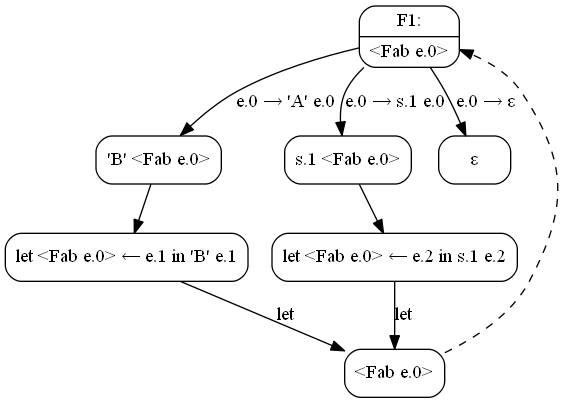 F1:
<Fab e.0>
e.0 → 'A' e.0
e.0 → s.1 e.0
e.0 → ε
'B' <Fab e.0>
s.1 <Fab e.0>
ε
let <Fab e.0> ← e.1 in 'B' e.1
let <Fab e.0> ← e.2 in s.1 e.2
let
let
<Fab e.0>